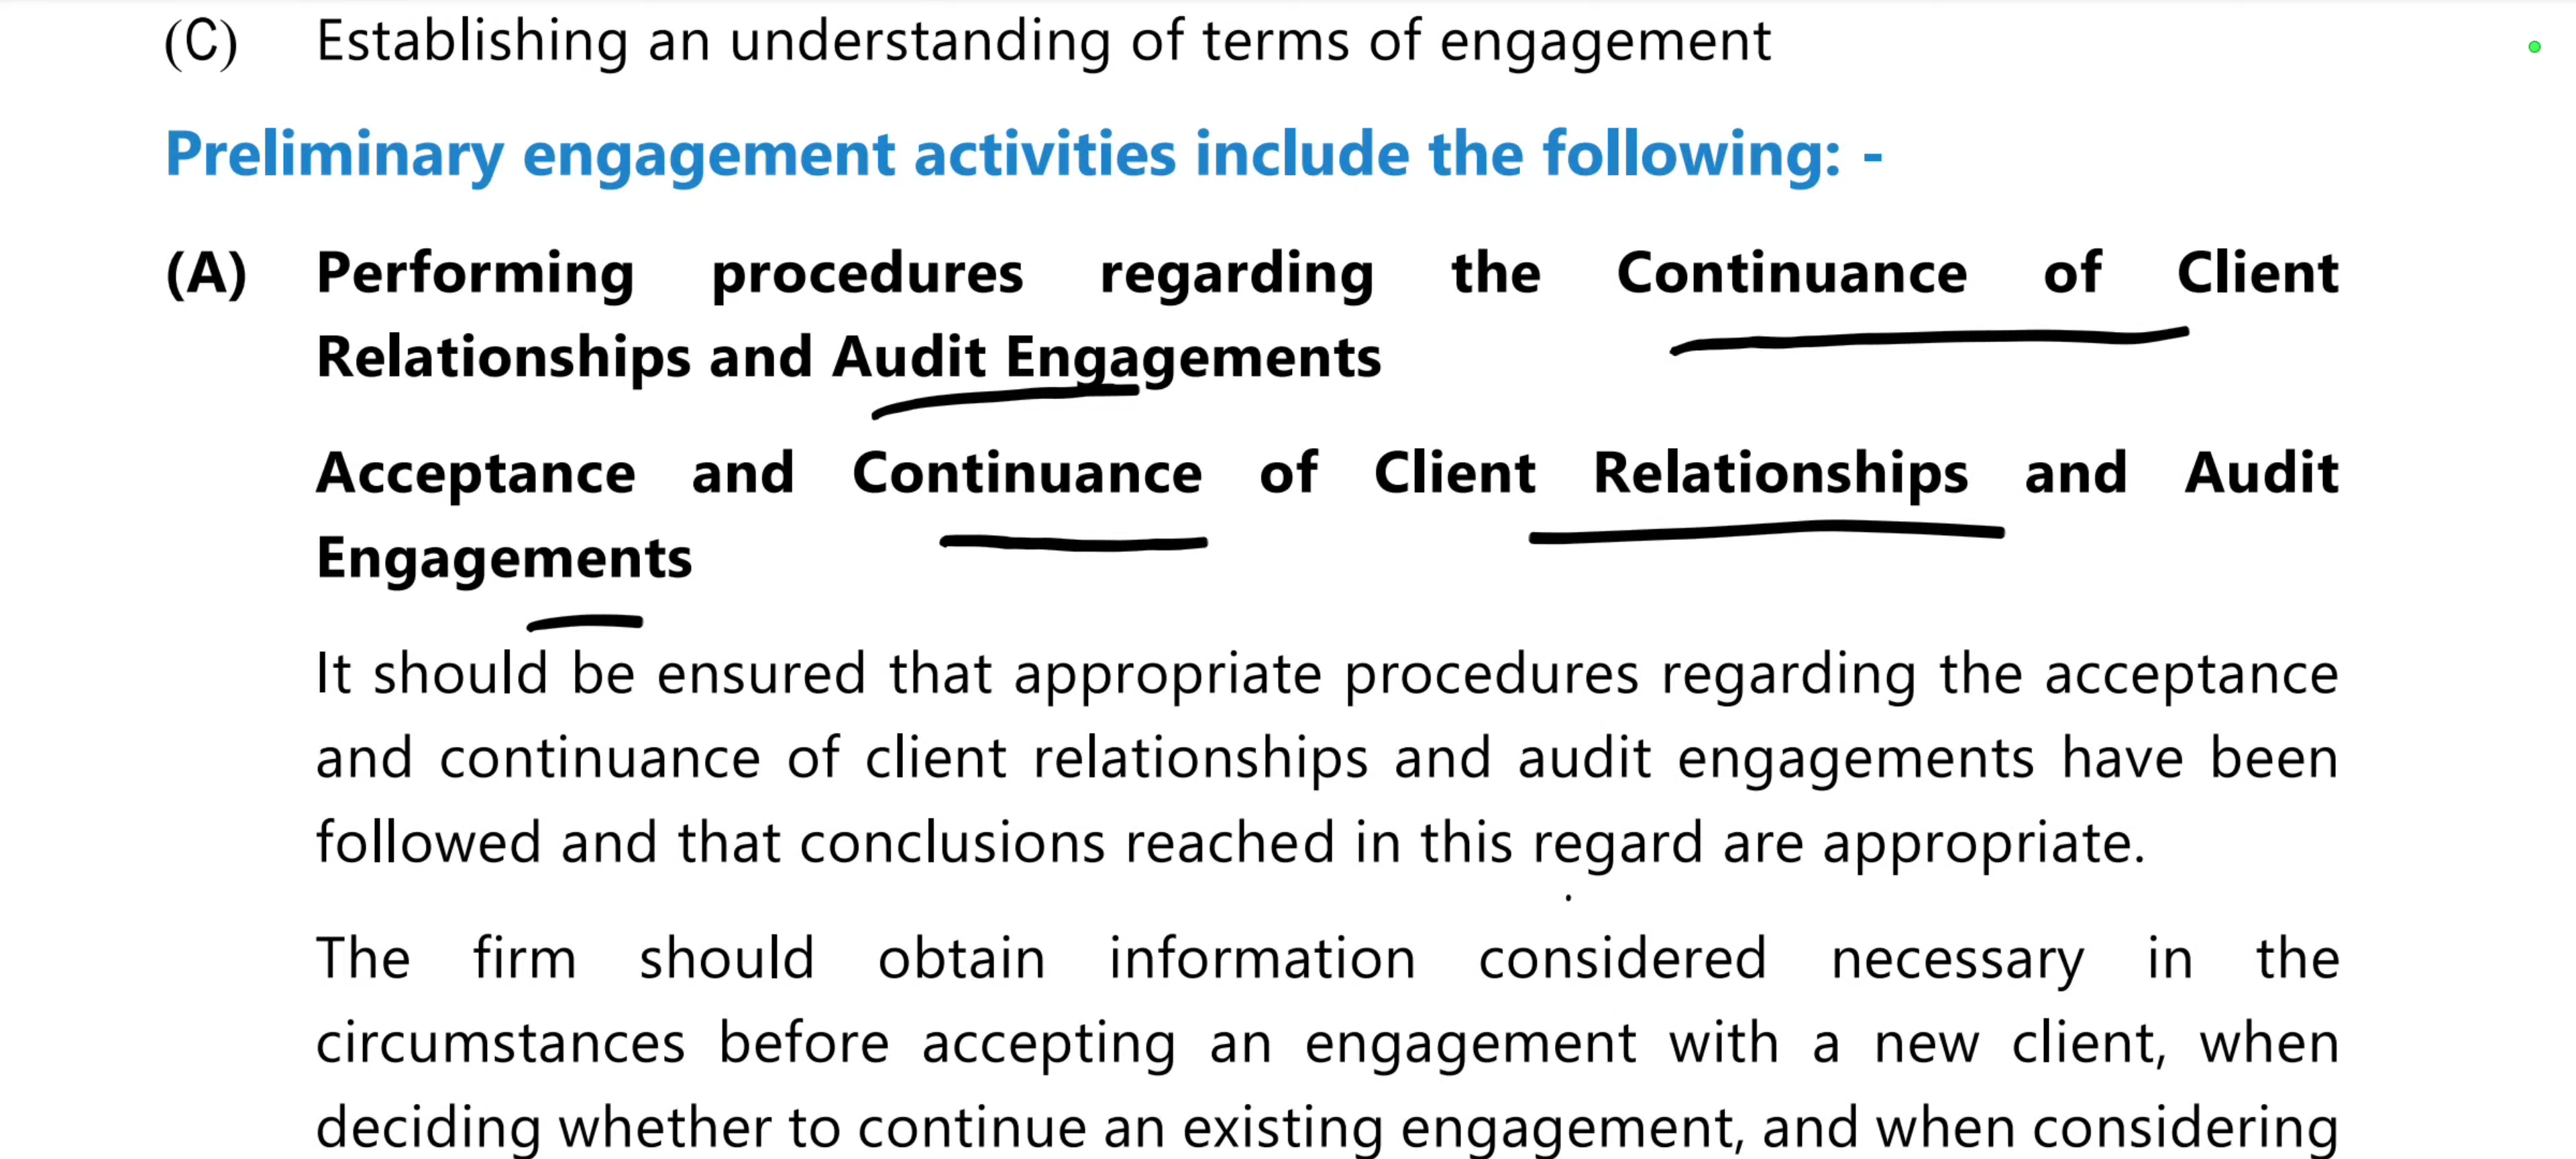 (C) Establishing an understanding of terms of engagement
Preliminary engagement activities include the following: -
(A) Performing procedures regarding the Continuance of Client
Relationships and Audit Engagements
Acceptance and Continuance of Client Relationships and Audit
Engagements
It should be ensured that appropriate procedures regarding the acceptance
and continuance of client relationships and audit engagements have been
followed and that conclusions reached in this regard are appropriate.
The firm should obtain information considered necessary in the
circumstances before accepting an engagement with a new client, when
deciding whether to continue an existing engagement, and when considering